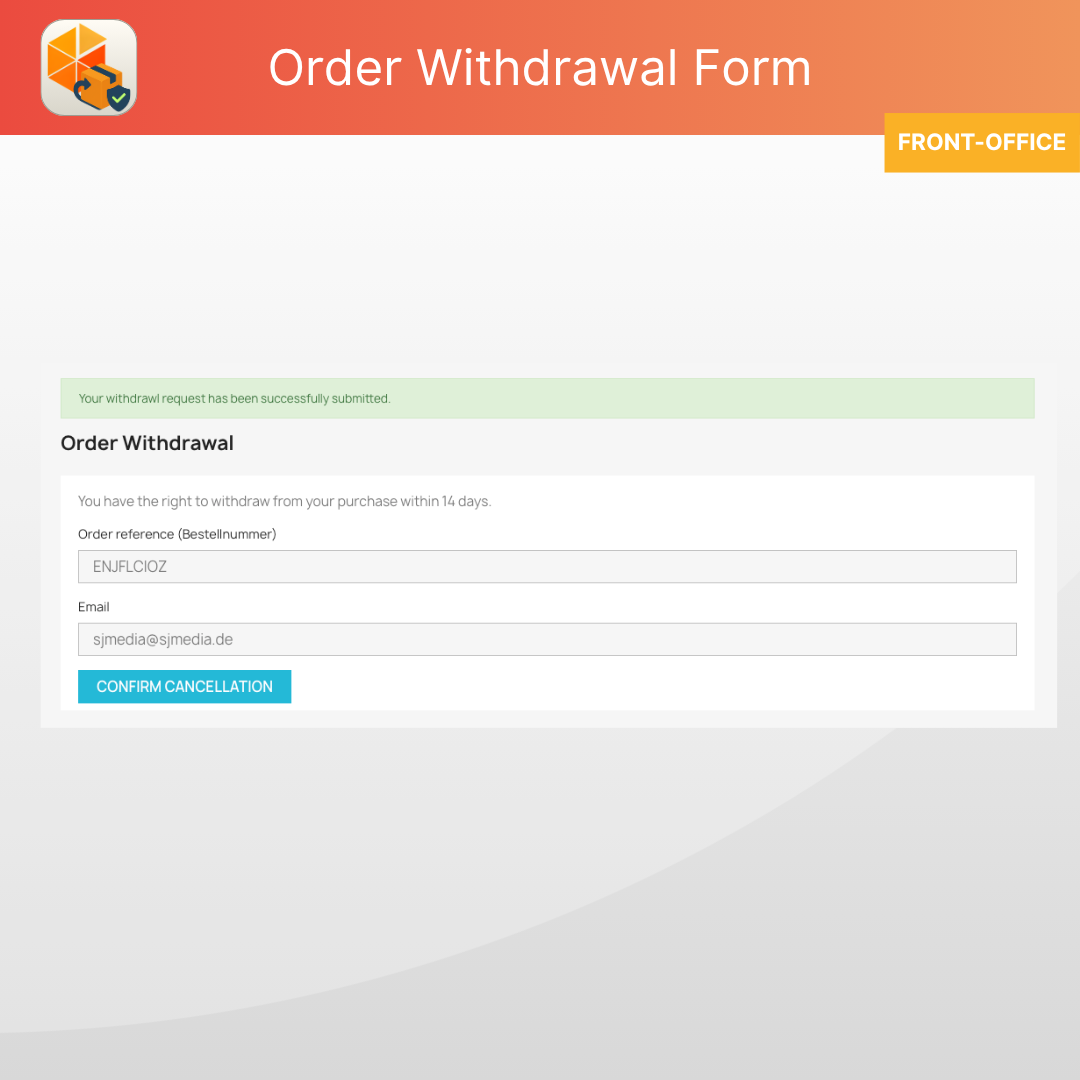 Order Withdrawal Form
FRONT-OFFICE
Your withdrawl request has been successfully submitted.
Order Withdrawal
You have the right to withdraw from your purchase within 14 days.
Order reference (Bestellnummer)
ENJFLCIOZ
Email
sjmedia@sjmedia.de
CONFIRM CANCELLATION